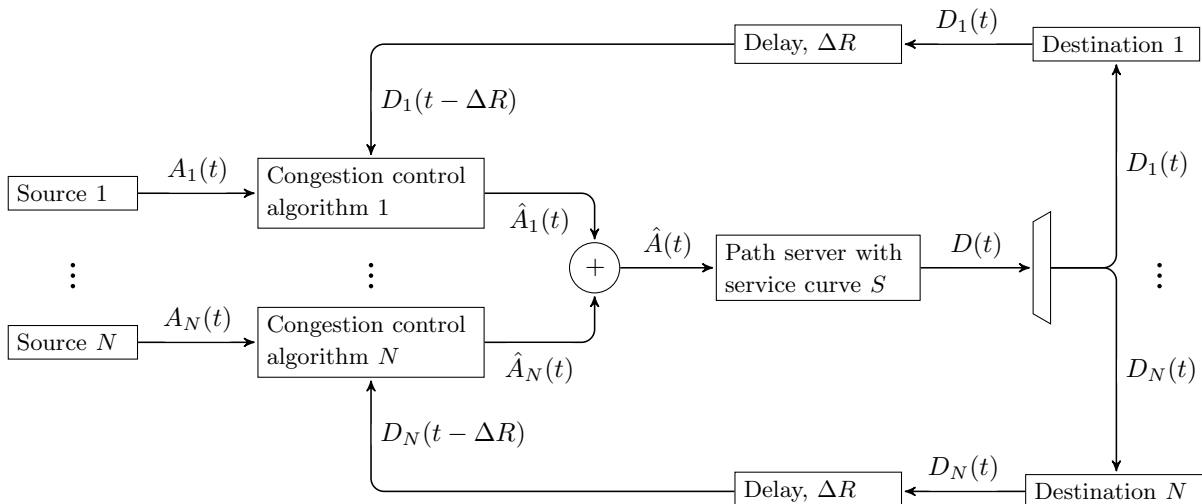 D₁(t)
Delay, ΔR
Destination 1
D₁(t − ΔR)
A₁(t)
Source 1
Congestion control
algorithm 1
Â₁(t)
D₁(t)
Â(t)
+
Path server with
service curve S
D(t)
⋮
⋮
⋮
A_N(t)
Source N
Congestion control
algorithm N
Â_N(t)
D_N(t)
D_N(t − ΔR)
D_N(t)
Delay, ΔR
Destination N